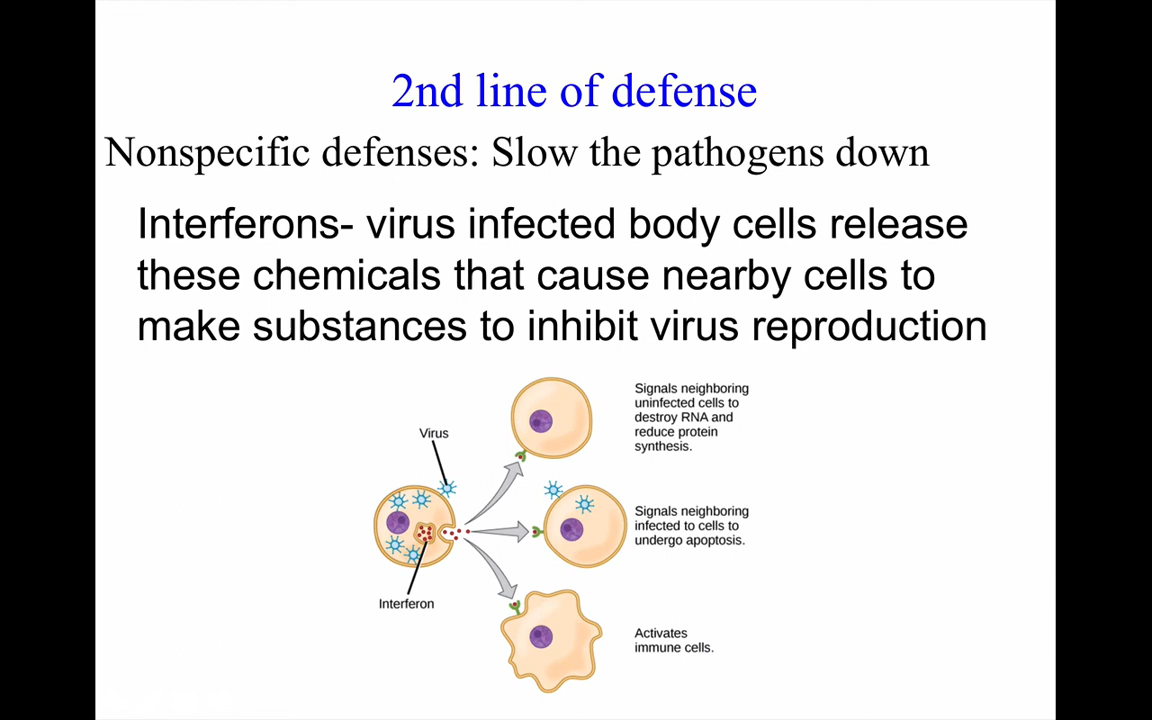 2nd line of defense
Nonspecific defenses: Slow the pathogens down
Interferons- virus infected body cells release
these chemicals that cause nearby cells to
make substances to inhibit virus reproduction
Signals neighboring
uninfected cells to
destroy RNA and
reduce protein
synthesis.
Virus
Signals neighboring
infected to cells to
undergo apoptosis.
Interferon
Activates
immune cells.